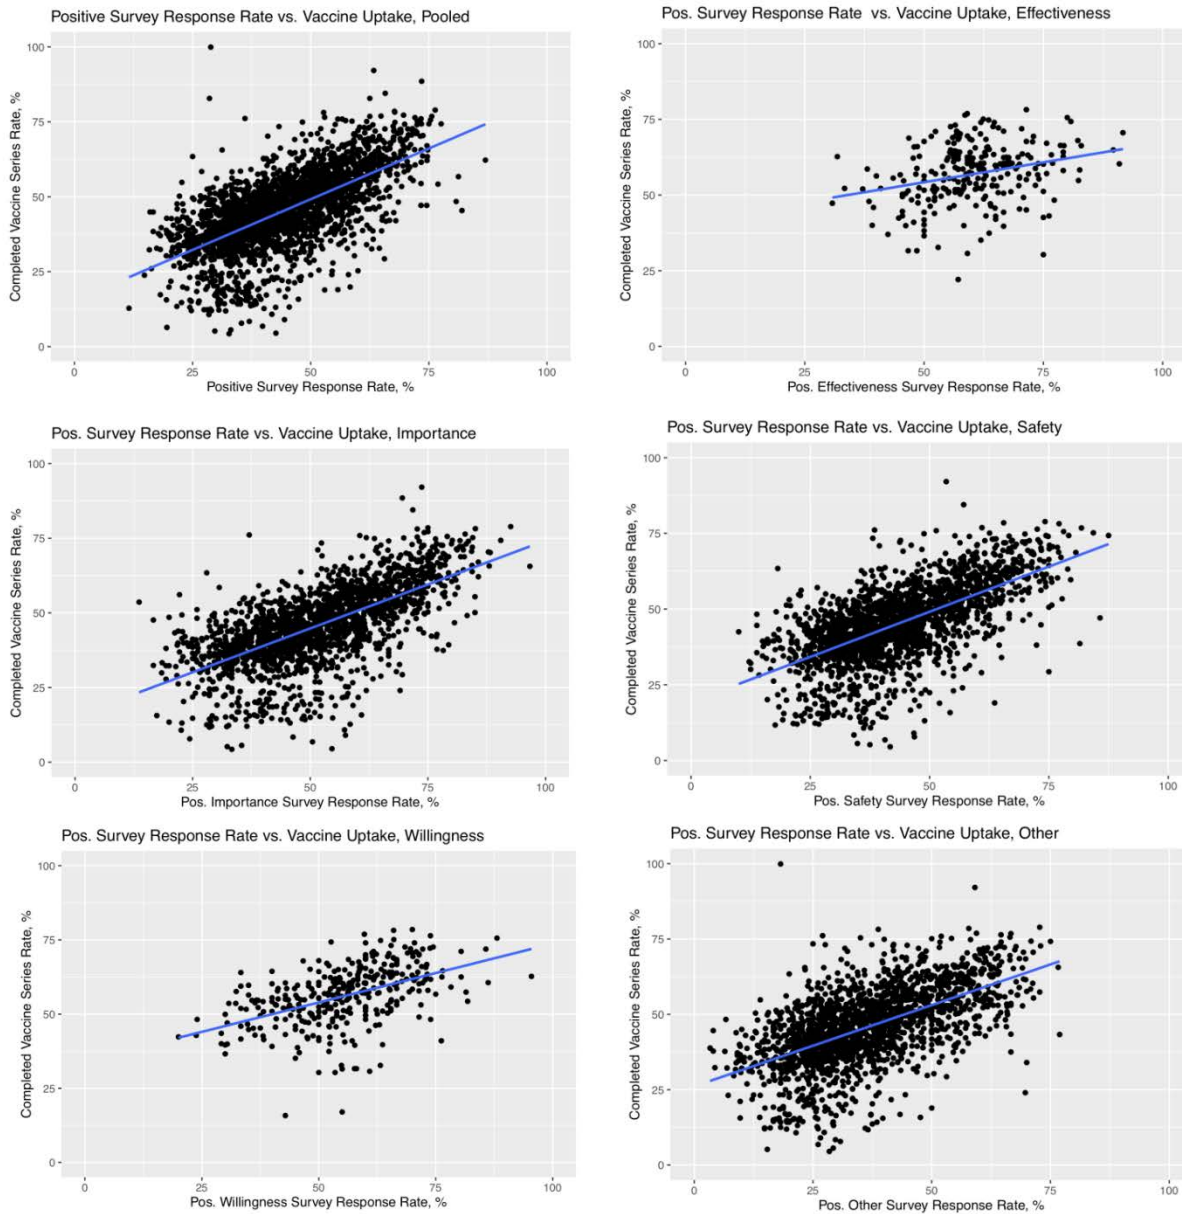 Positive Survey Response Rate vs. Vaccine Uptake, Pooled
Completed Vaccine Series Rate, %
100
75
50
25
0
0 25 50 75 100
Positive Survey Response Rate, %
Pos. Survey Response Rate vs. Vaccine Uptake, Effectiveness
Completed Vaccine Series Rate, %
100
75
50
25
0
0 25 50 75 100
Pos. Effectiveness Survey Response Rate, %
Pos. Survey Response Rate vs. Vaccine Uptake, Importance
Completed Vaccine Series Rate, %
100
75
50
25
0
0 25 50 75 100
Pos. Importance Survey Response Rate, %
Pos. Survey Response Rate vs. Vaccine Uptake, Safety
Completed Vaccine Series Rate, %
100
75
50
25
0
0 25 50 75 100
Pos. Safety Survey Response Rate, %
Pos. Survey Response Rate vs. Vaccine Uptake, Willingness
Completed Vaccine Series Rate, %
100
75
50
25
0
0 25 50 75 100
Pos. Willingness Survey Response Rate, %
Pos. Survey Response Rate vs. Vaccine Uptake, Other
Completed Vaccine Series Rate, %
100
75
50
25
0
0 25 50 75 100
Pos. Other Survey Response Rate, %